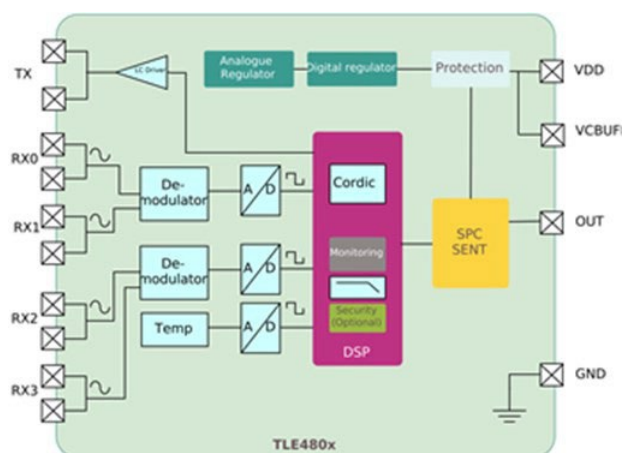 TX
LC Driver
Analogue
Regulator
Digital regulator
Protection
VDD
VCBUF
RX0
De-
modulator
A
D
Cordic
RX1
SPC
SENT
OUT
De-
modulator
A
D
Monitoring
RX2
Temp
A
D
Security
(Optional)
DSP
RX3
GND
TLE480x